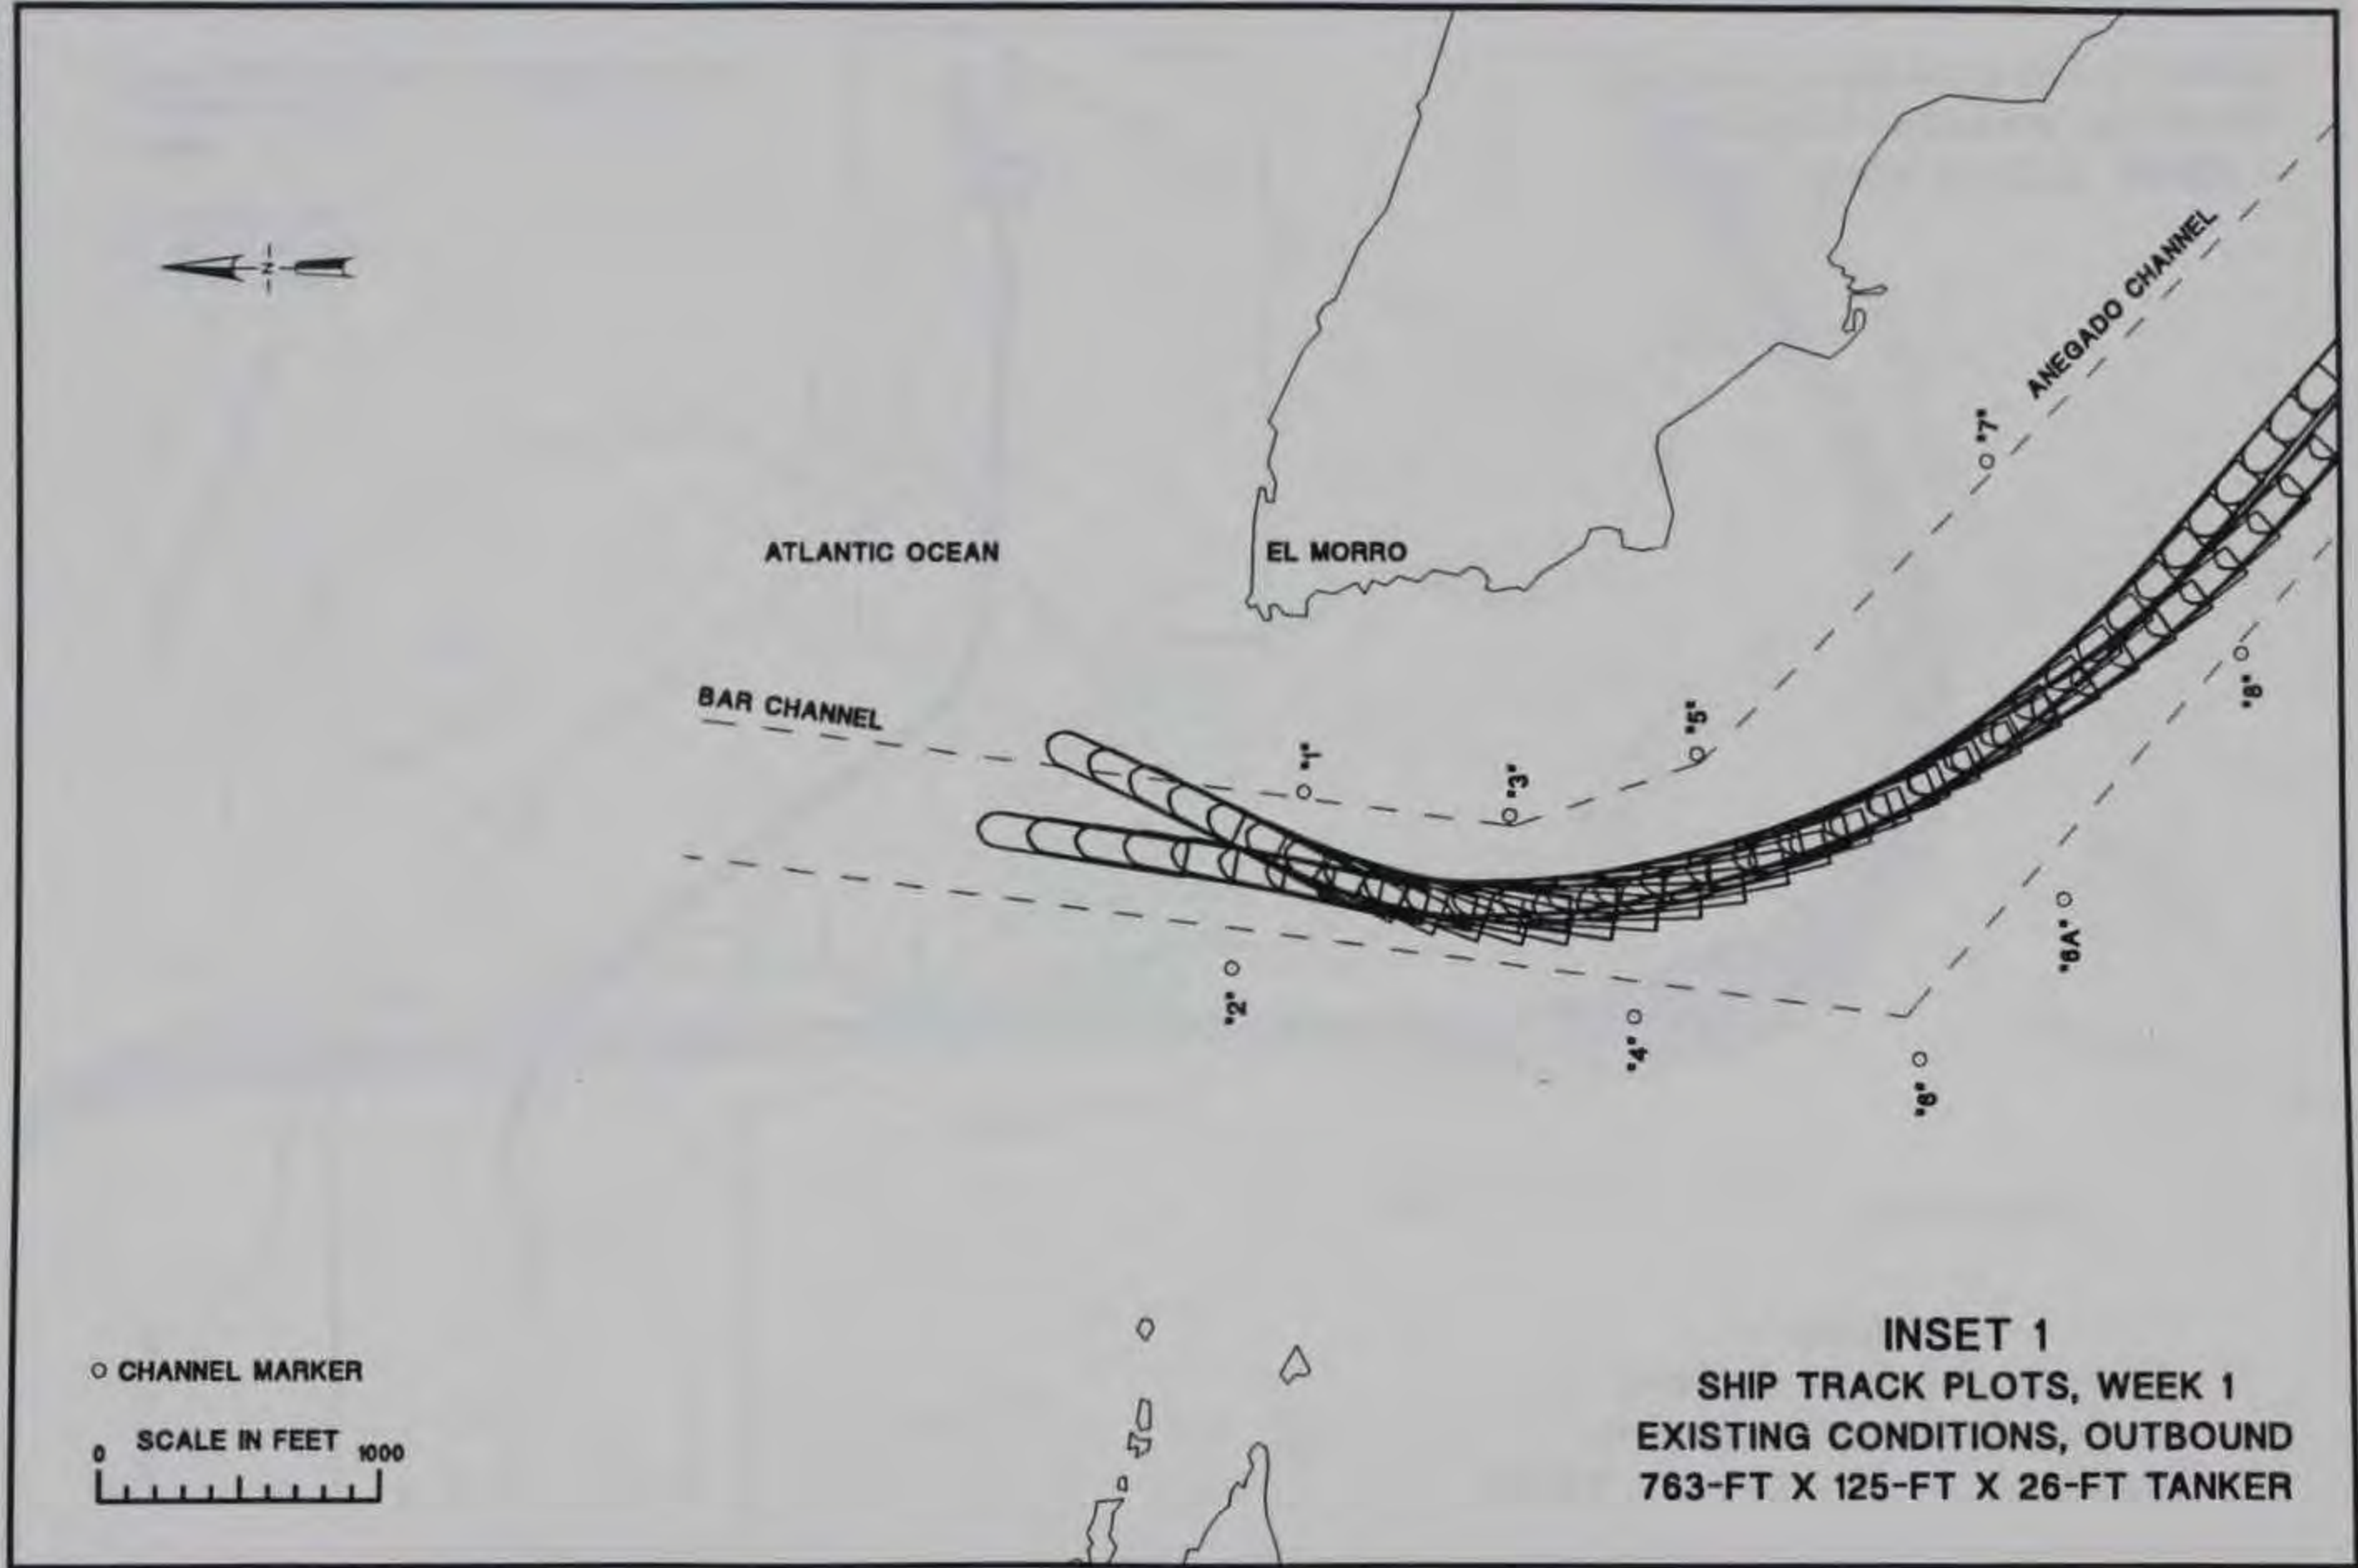 ANEGADO CHANNEL
"7"
ATLANTIC OCEAN
EL MORRO
BAR CHANNEL
"1"
"3"
"5"
"8"
"2"
"4"
"6A"
"6"
N
CHANNEL MARKER
SCALE IN FEET
0 1000
INSET 1
SHIP TRACK PLOTS, WEEK 1
EXISTING CONDITIONS, OUTBOUND
763-FT X 125-FT X 26-FT TANKER